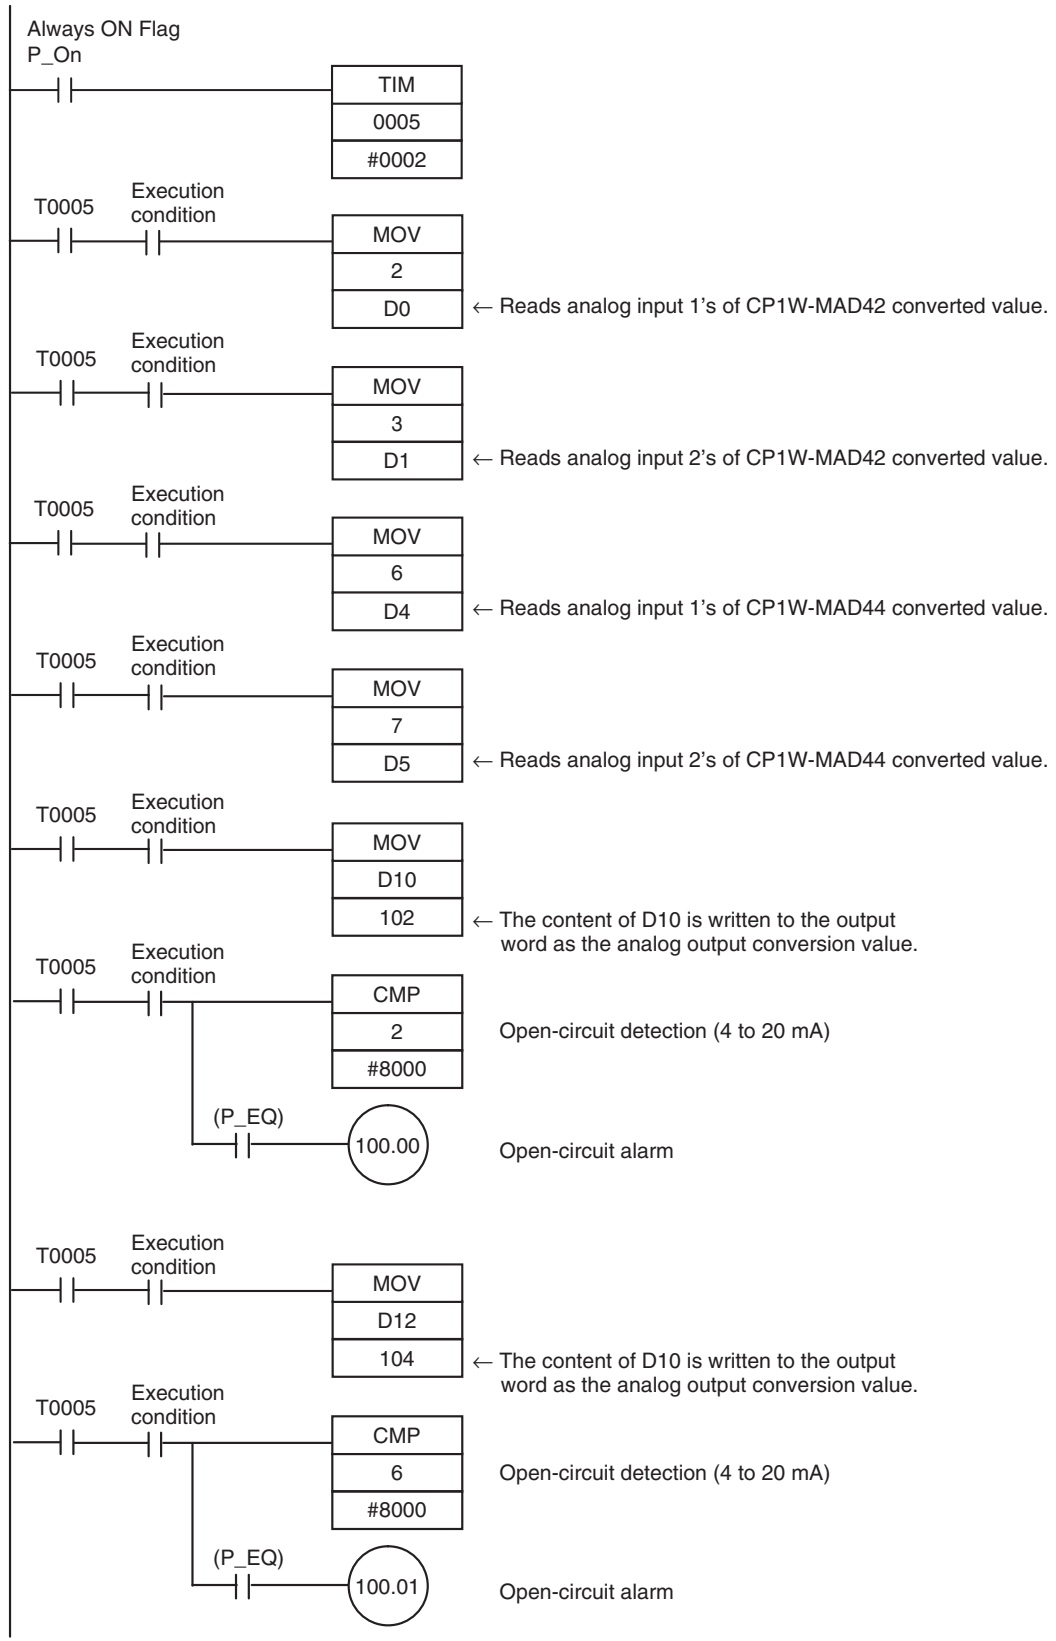 Always ON Flag
P_On
TIM
0005
#0002
T0005
Execution
condition
MOV
2
D0
← Reads analog input 1’s of CP1W-MAD42 converted value.
T0005
Execution
condition
MOV
3
D1
← Reads analog input 2’s of CP1W-MAD42 converted value.
T0005
Execution
condition
MOV
6
D4
← Reads analog input 1’s of CP1W-MAD44 converted value.
T0005
Execution
condition
MOV
7
D5
← Reads analog input 2’s of CP1W-MAD44 converted value.
T0005
Execution
condition
MOV
D10
102
← The content of D10 is written to the output
word as the analog output conversion value.
T0005
Execution
condition
CMP
2
#8000
Open-circuit detection (4 to 20 mA)
(P_EQ)
100.00
Open-circuit alarm
T0005
Execution
condition
MOV
D12
104
← The content of D10 is written to the output
word as the analog output conversion value.
T0005
Execution
condition
CMP
6
#8000
Open-circuit detection (4 to 20 mA)
(P_EQ)
100.01
Open-circuit alarm